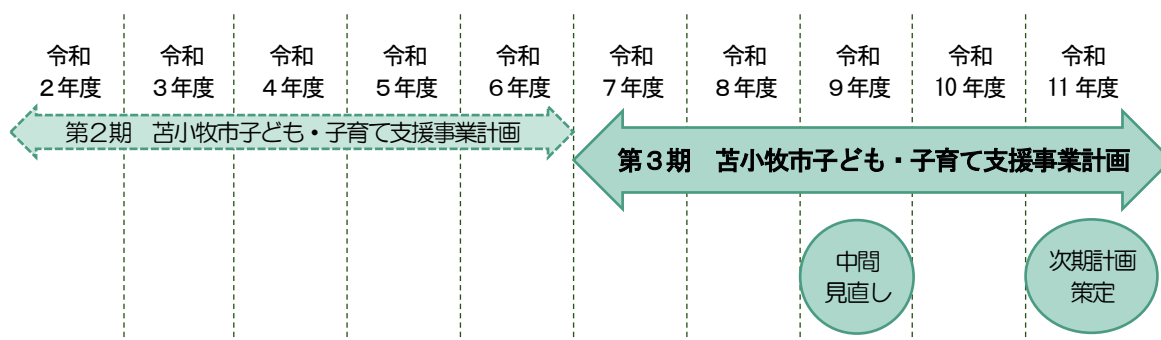 令和 令和 令和 令和 令和 令和 令和 令和 令和 令和
２年度 ３年度 ４年度 ５年度 ６年度 ７年度 ８年度 ９年度 10 年度 11 年度
第２期　苫小牧市子ども・子育て支援事業計画
第３期　苫小牧市子ども・子育て支援事業計画
中間
見直し
次期計画
策定